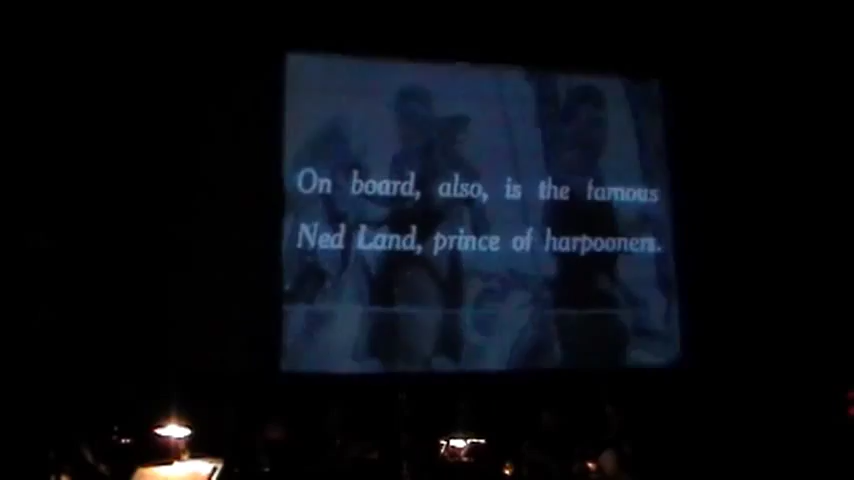 On board, also, is the famous
Ned Land, prince of harpooners.